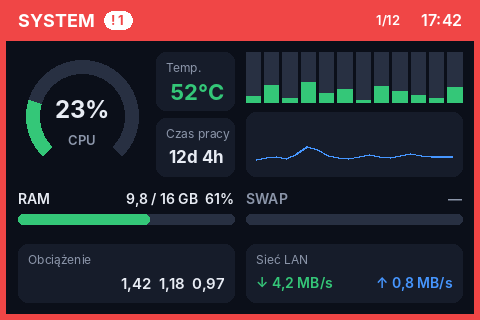 SYSTEM ! 1 1/12 17:42
Temp.
52°C
23%
CPU
Czas pracy
12d 4h
RAM 9,8 / 16 GB 61%
SWAP —
Obciążenie
1,42 1,18 0,97
Sieć LAN
↓ 4,2 MB/s ↑ 0,8 MB/s